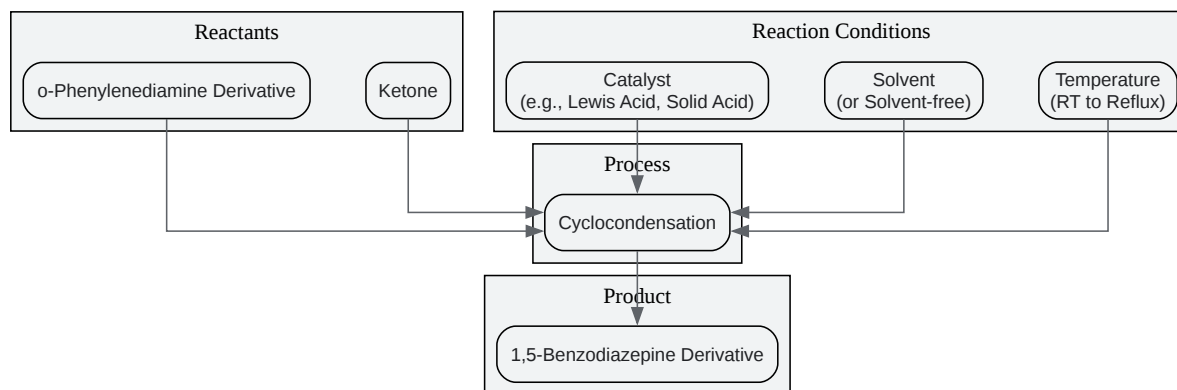 Reactants
o-Phenylenediamine Derivative
Ketone
Reaction Conditions
Catalyst
(e.g., Lewis Acid, Solid Acid)
Solvent
(or Solvent-free)
Temperature
(RT to Reflux)
Process
Cyclocondensation
Product
1,5-Benzodiazepine Derivative